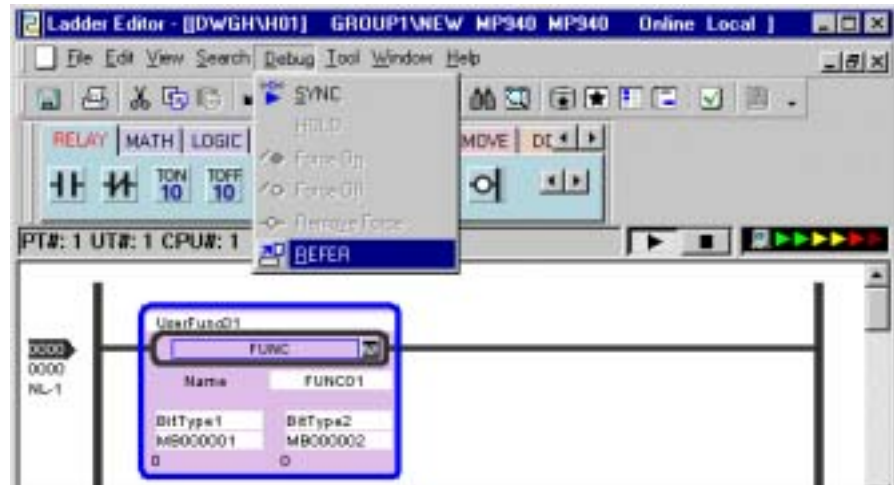 Ladder Editor - [[DWGH\H01] GROUP1\NEW MP940 MP940 Online Local ]
File Edit View Search Debug Tool Window Help
SYNC
HOLD
RELAY MATH LOGIC MOVE
Force On
TON 10 TOFF 10
Force Off
Remove Force
PT#: 1 UT#: 1 CPU#: 1
REFER
UserFunc01
0000 FUNC
0000
NL-1
Name FUNC01
BitType1 BitType2
MB000001 MB000002
0 0